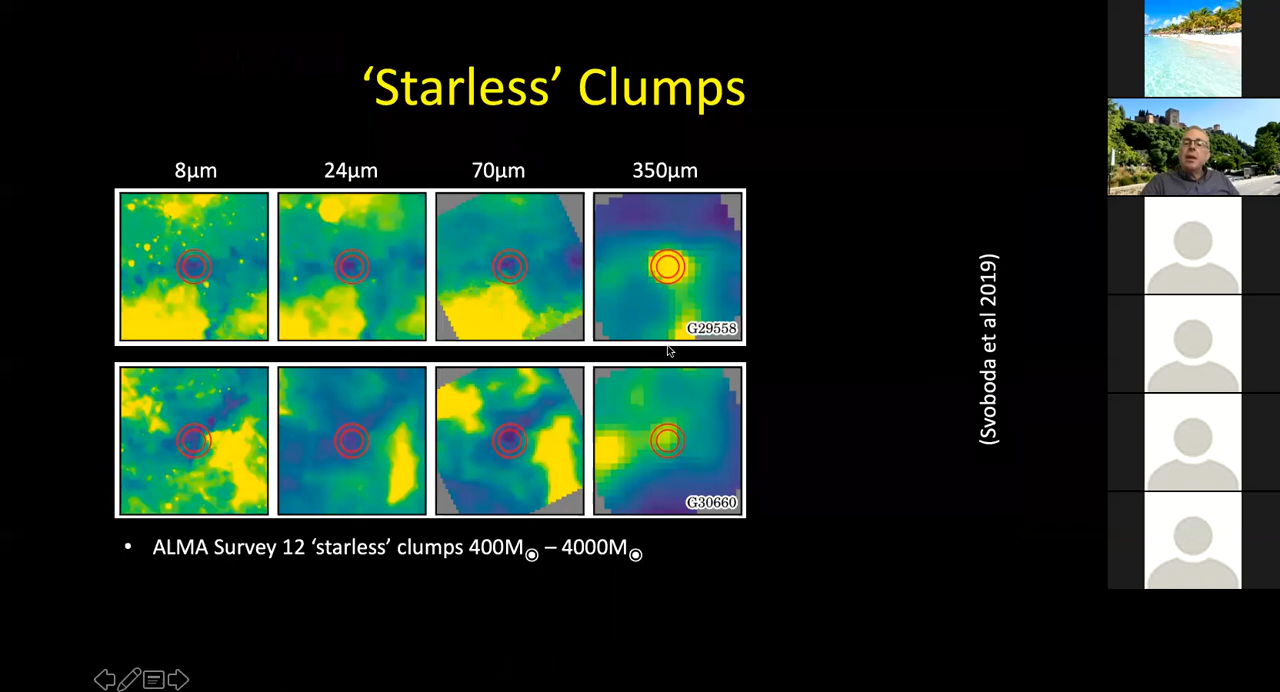 ‘Starless’ Clumps
8µm 24µm 70µm 350µm
G29558
G30660
(Svoboda et al 2019)
• ALMA Survey 12 ‘starless’ clumps 400M☉ – 4000M☉